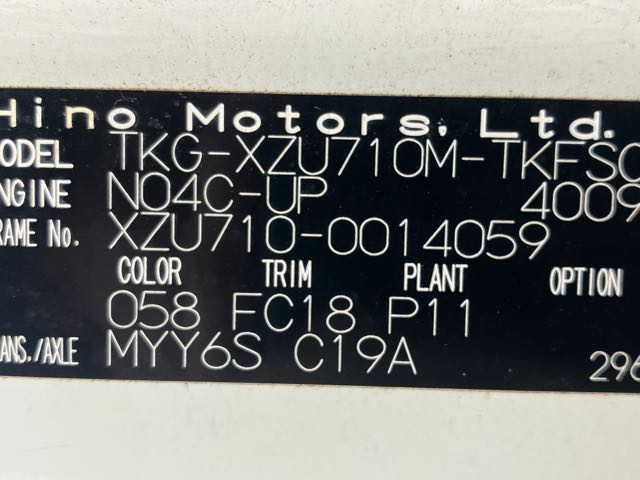 Hino Motors, Ltd.
MODEL TKG-XZU710M-TKFSC
ENGINE N04C-UP 4009
FRAME No. XZU710-0014059
COLOR TRIM PLANT OPTION
058 FC18 P11
TRANS./AXLE MYY6S C19A 296